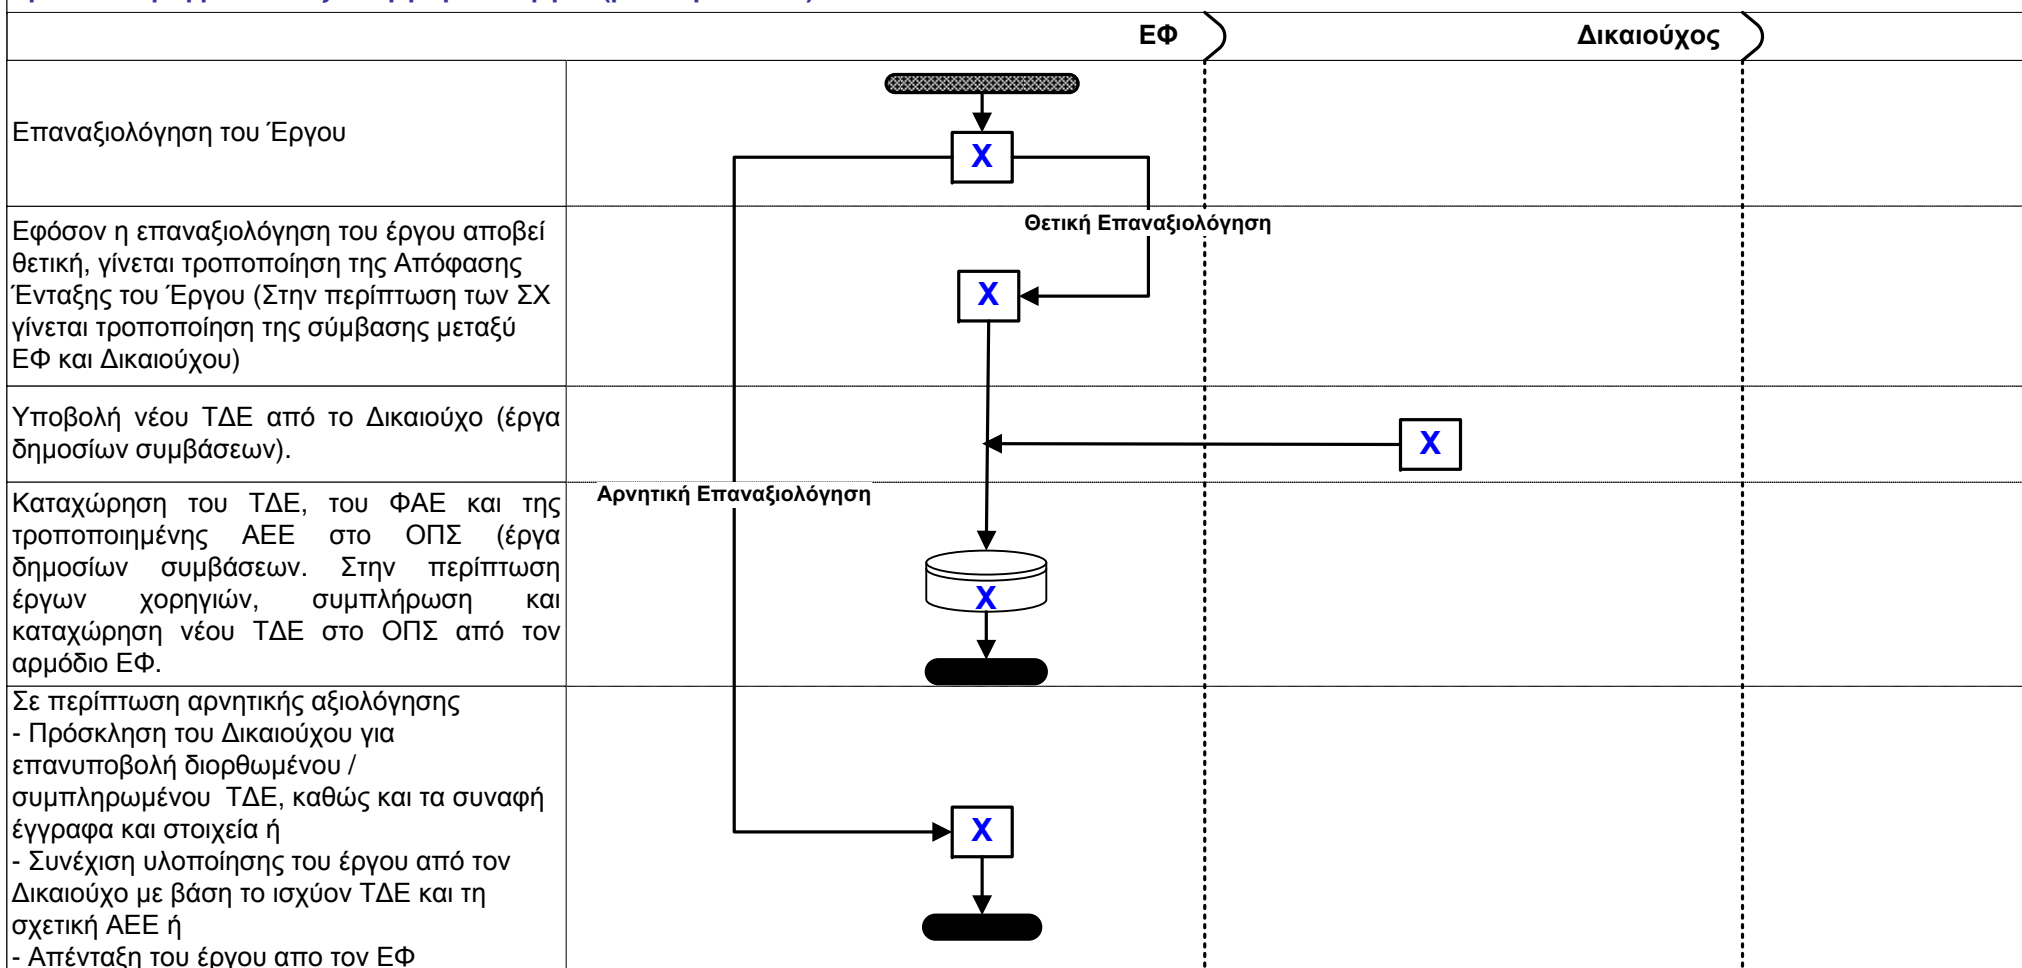 ΕΦ
Δικαιούχος
Επαναξιολόγηση του Έργου
X
Εφόσον η επαναξιολόγηση του έργου αποβεί
θετική, γίνεται τροποποίηση της Απόφασης
Ένταξης του Έργου (Στην περίπτωση των ΣΧ
γίνεται τροποποίηση της σύμβασης μεταξύ
ΕΦ και Δικαιούχου)
Θετική Επαναξιολόγηση
X
Υποβολή νέου ΤΔΕ από το Δικαιούχο (έργα
δημοσίων συμβάσεων).
X
Καταχώρηση του ΤΔΕ, του ΦΑΕ και της
τροποποιημένης ΑΕΕ στο ΟΠΣ (έργα
δημοσίων συμβάσεων. Στην περίπτωση
έργων χορηγιών, συμπλήρωση και
καταχώρηση νέου ΤΔΕ στο ΟΠΣ από τον
αρμόδιο ΕΦ.
Αρνητική Επαναξιολόγηση
X
Σε περίπτωση αρνητικής αξιολόγησης
- Πρόσκληση του Δικαιούχου για
επανυποβολή διορθωμένου /
συμπληρωμένου ΤΔΕ, καθώς και τα συναφή
έγγραφα και στοιχεία ή
- Συνέχιση υλοποίησης του έργου από τον
Δικαιούχο με βάση το ισχύον ΤΔΕ και τη
σχετική ΑΕΕ ή
- Απένταξη του έργου απο τον ΕΦ
X